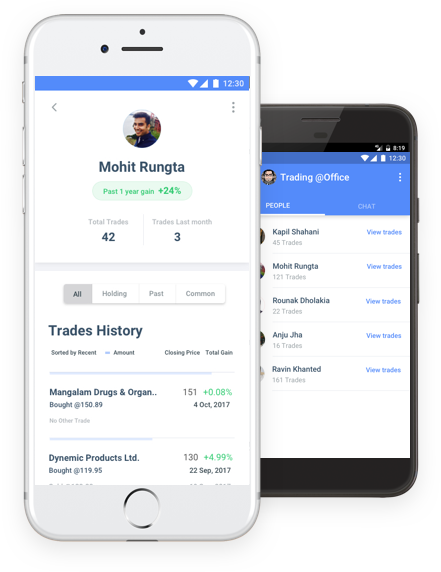 12:30
Mohit Rungta
Past 1 year gain +24%
Total Trades Trades Last month
42 3
All Holding Past Common
Trades History
Sorted by Recent Amount Closing Price Total Gain
Mangalam Drugs & Organ.. 151 +0.08%
Bought @150.89 4 Oct, 2017
No Other Trade
Dynemic Products Ltd. 130 +4.99%
Bought @119.95 22 Sep, 2017
8:19
12:30
Trading @Office
PEOPLE CHAT
Kapil Shahani View trades
45 Trades
Mohit Rungta View trades
121 Trades
Rounak Dholakia View trades
22 Trades
Anju Jha View trades
16 Trades
Ravin Khanted View trades
161 Trades